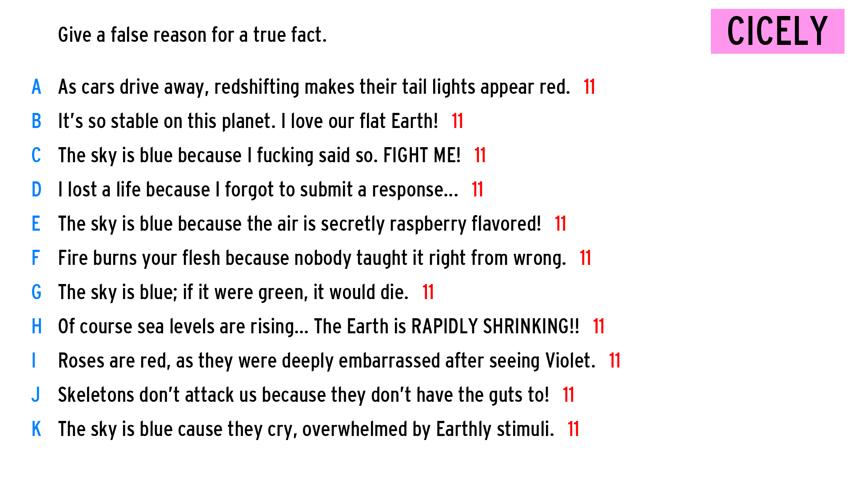 Give a false reason for a true fact.
CICELY
A As cars drive away, redshifting makes their tail lights appear red. 11
B It's so stable on this planet. I love our flat Earth! 11
C The sky is blue because I fucking said so. FIGHT ME! 11
D I lost a life because I forgot to submit a response... 11
E The sky is blue because the air is secretly raspberry flavored! 11
F Fire burns your flesh because nobody taught it right from wrong. 11
G The sky is blue; if it were green, it would die. 11
H Of course sea levels are rising... The Earth is RAPIDLY SHRINKING!! 11
I Roses are red, as they were deeply embarrassed after seeing Violet. 11
J Skeletons don't attack us because they don't have the guts to! 11
K The sky is blue cause they cry, overwhelmed by Earthly stimuli. 11